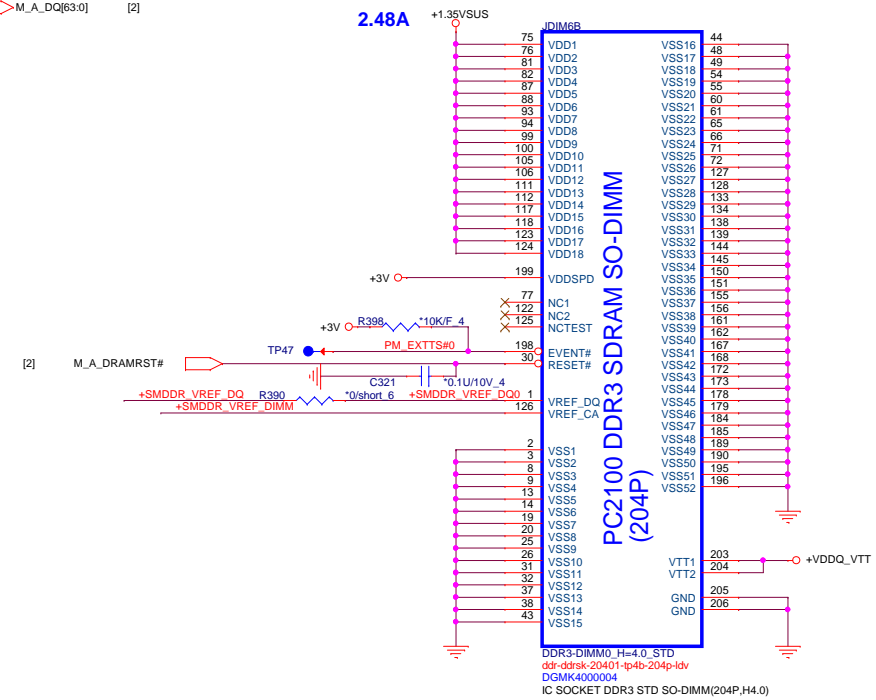 M_A_DQ[63:0] [2]
2.48A
+1.35VSUS
JDIM6B
75 VDD1
76 VDD2
81 VDD3
82 VDD4
87 VDD5
88 VDD6
93 VDD7
94 VDD8
99 VDD9
100 VDD10
105 VDD11
106 VDD12
111 VDD13
112 VDD14
117 VDD15
118 VDD16
123 VDD17
124 VDD18
+3V 199 VDDSPD
77 NC1
122 NC2
125 NCTEST
+3V R398 *10K/F_4
TP47 PM_EXTTS#0 198 EVENT#
[2] M_A_DRAMRST# 30 RESET#
C321 *0.1U/10V_4
+SMDDR_VREF_DQ R390 *0/short_6 +SMDDR_VREF_DQ0 1 VREF_DQ
+SMDDR_VREF_DIMM 126 VREF_CA
2 VSS1
3 VSS2
8 VSS3
9 VSS4
13 VSS5
14 VSS6
19 VSS7
20 VSS8
25 VSS9
26 VSS10
31 VSS11
32 VSS12
37 VSS13
38 VSS14
43 VSS15
PC2100 DDR3 SDRAM SO-DIMM
(204P)
VSS16 44
VSS17 48
VSS18 49
VSS19 54
VSS20 55
VSS21 60
VSS22 61
VSS23 65
VSS24 66
VSS25 71
VSS26 72
VSS27 127
VSS28 128
VSS29 133
VSS30 134
VSS31 138
VSS32 139
VSS33 144
VSS34 145
VSS35 150
VSS36 151
VSS37 155
VSS38 156
VSS39 161
VSS40 162
VSS41 167
VSS42 168
VSS43 172
VSS44 173
VSS45 178
VSS46 179
VSS47 184
VSS48 185
VSS49 189
VSS50 190
VSS51 195
VSS52 196
VTT1 203 +VDDQ_VTT
VTT2 204
GND 205
GND 206
DDR3-DIMM0_H=4.0_STD
ddr-ddrsk-20401-tp4b-204p-ldv
DGMK4000004
IC SOCKET DDR3 STD SO-DIMM(204P,H4.0)